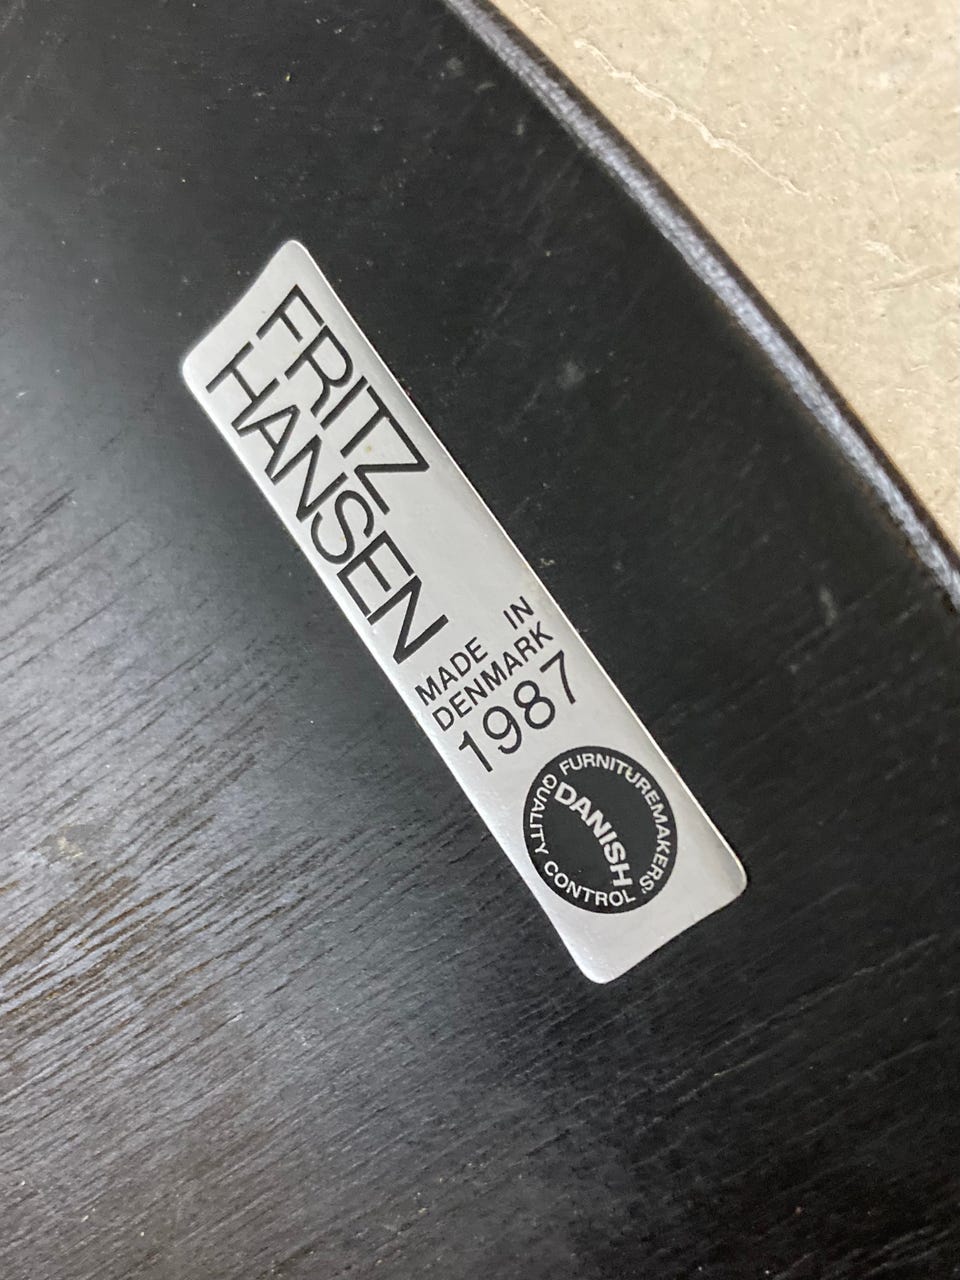 FRITZ
HANSEN
MADE IN
DENMARK
1987
DANISH
FURNITUREMAKERS'
QUALITY CONTROL